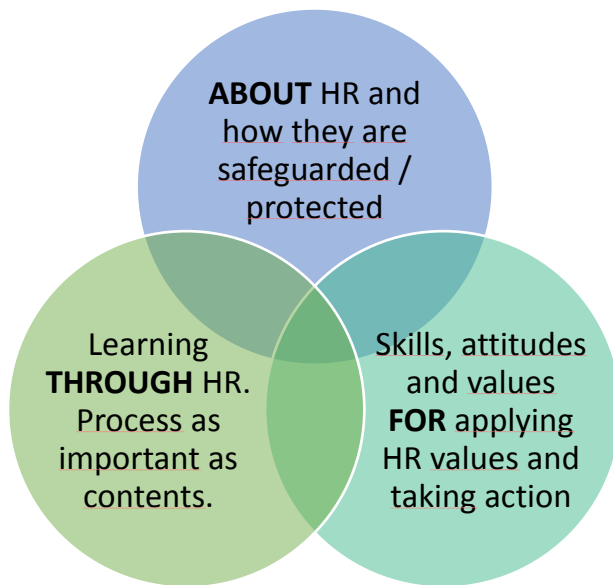 ABOUT HR and
how they are
safeguarded /
protected
Learning
THROUGH HR.
Process as
important as
contents.
Skills, attitudes
and values
FOR applying
HR values and
taking action